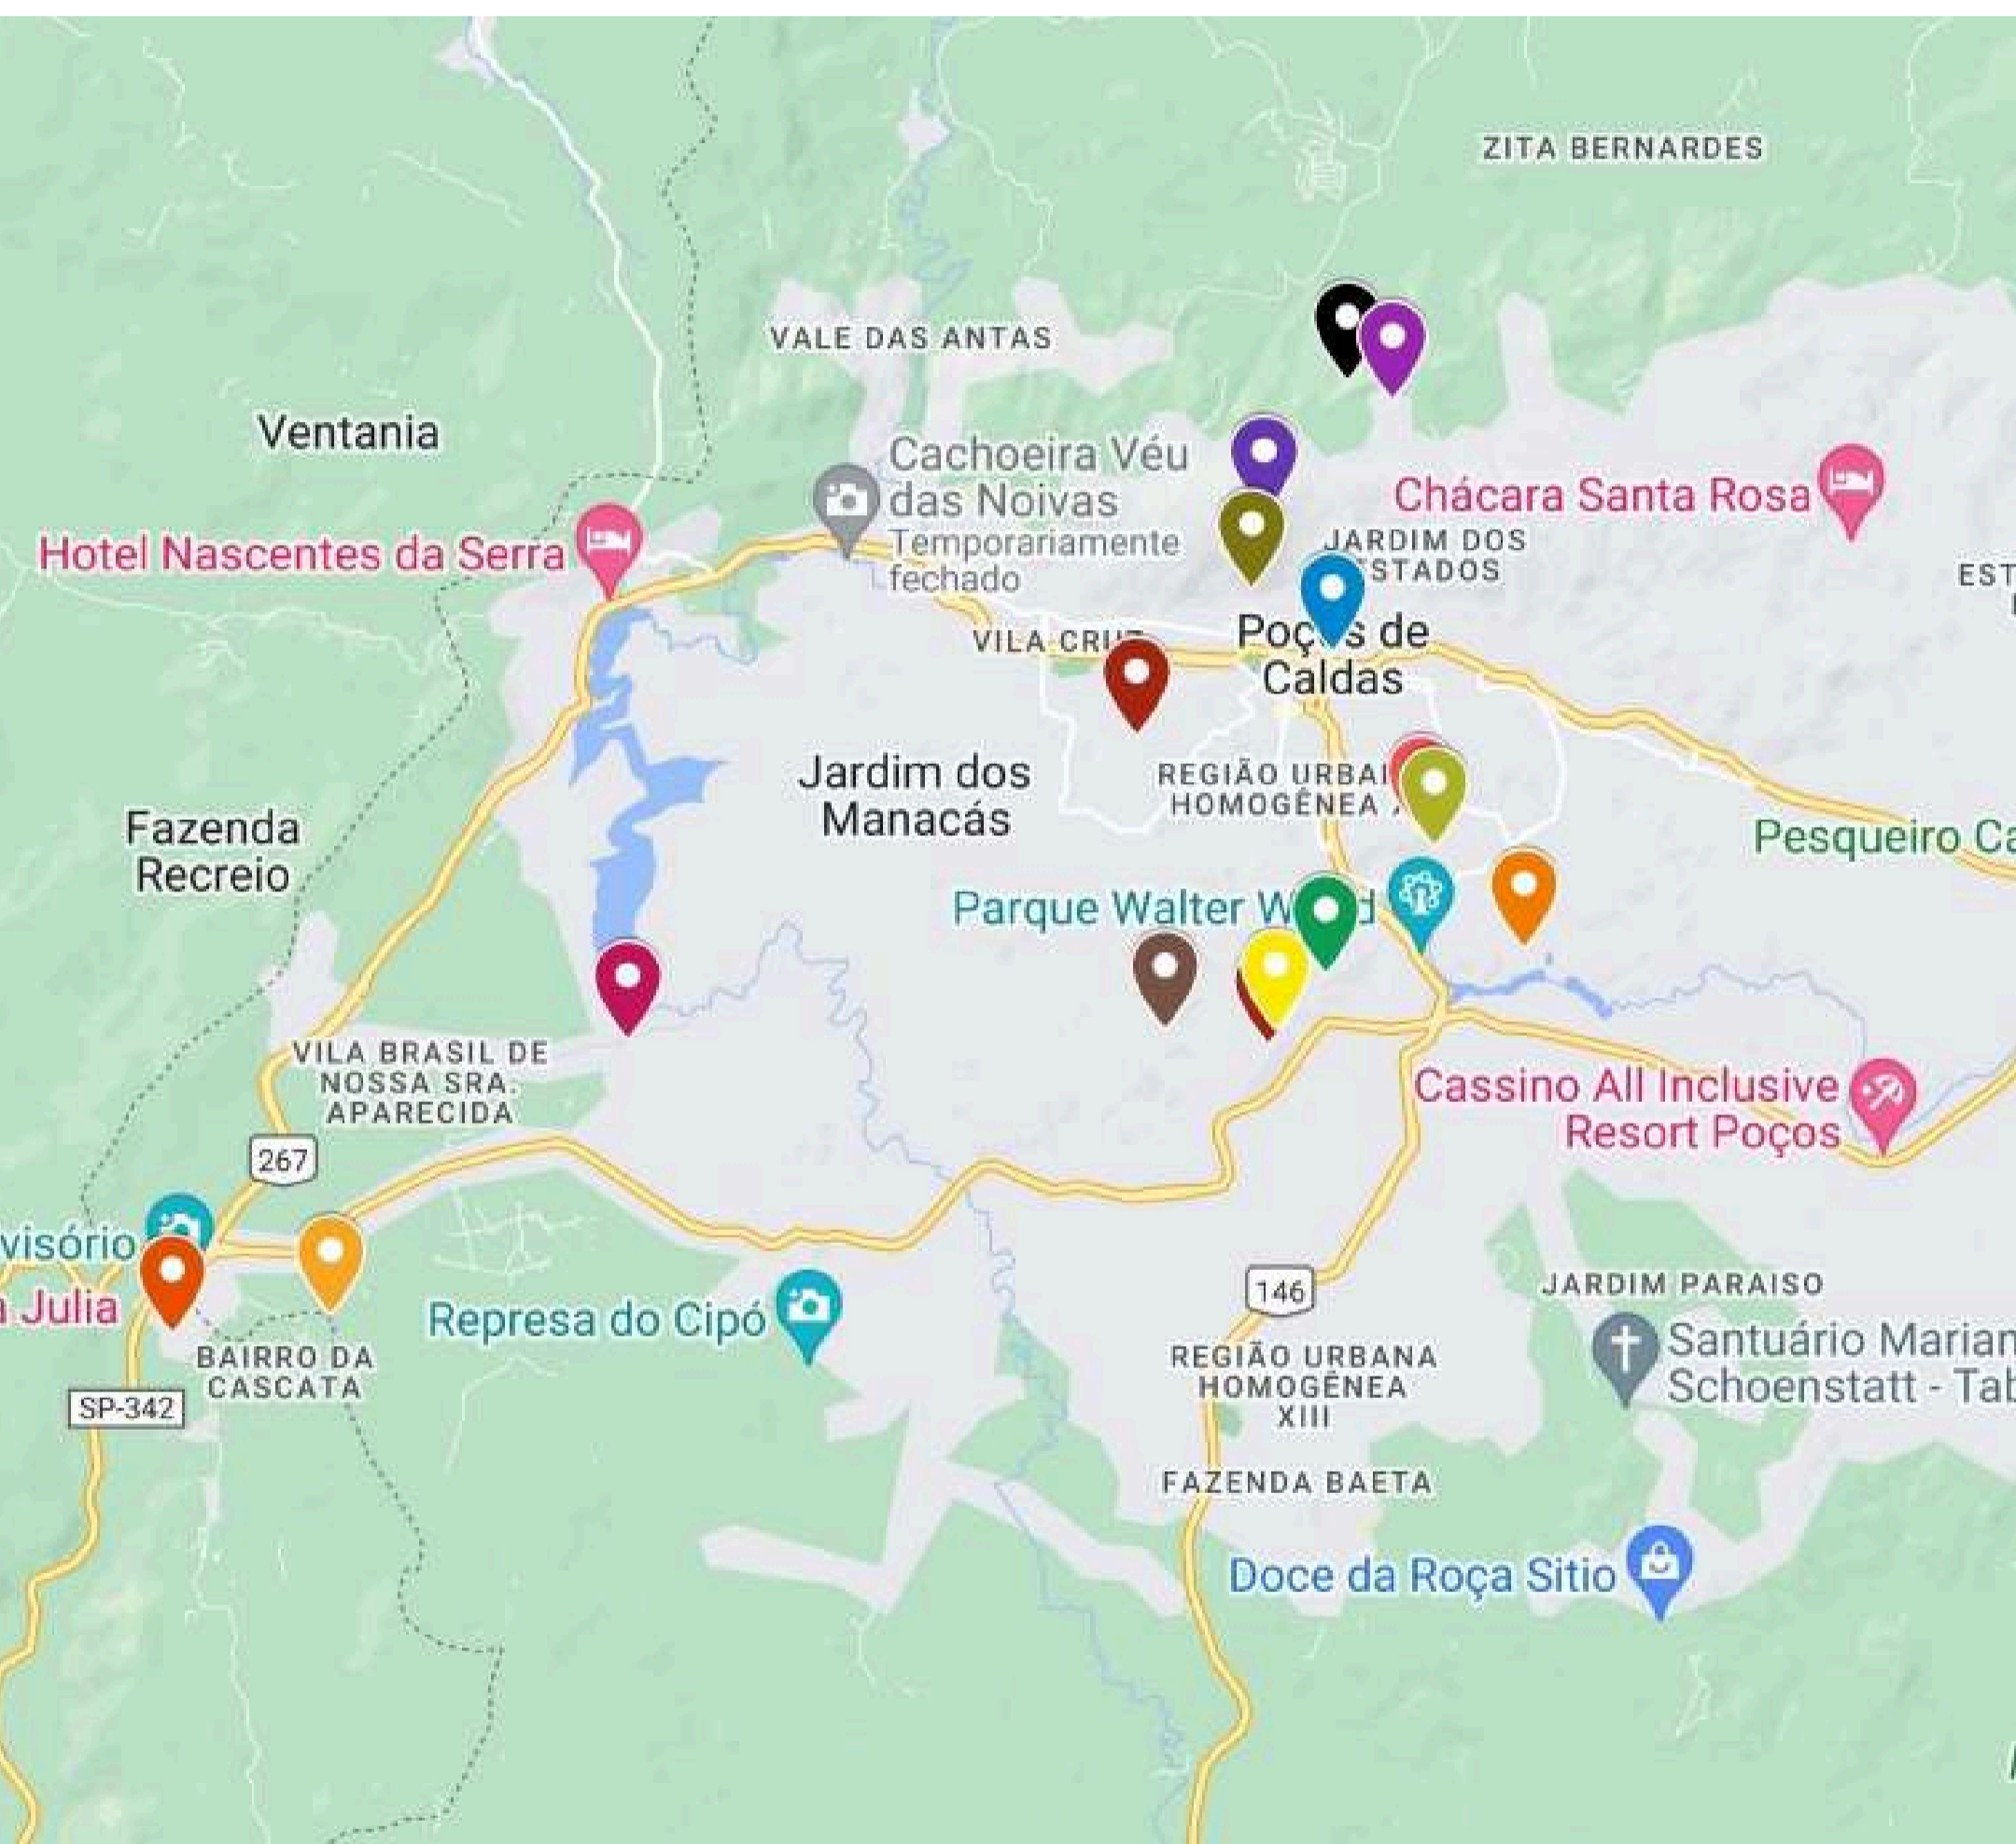 ZITA BERNARDES
VALE DAS ANTAS
Ventania
Cachoeira Véu
das Noivas
Temporariamente
fechado
Chácara Santa Rosa
Hotel Nascentes da Serra
JARDIM DOS
ESTADOS
EST
VILA CRUZ
Poços de
Caldas
Jardim dos
Manacás
REGIÃO URBA
HOMOGÊNEA
Fazenda
Recreio
Pesqueiro Ca
Parque Walter W d
VILA BRASIL DE
NOSSA SRA.
APARECIDA
Cassino All Inclusive
Resort Poços
267
visório
a Julia
Represa do Cipó
146
JARDIM PARAISO
BAIRRO DA
CASCATA
SP-342
REGIÃO URBANA
HOMOGÊNEA
XIII
Santuário Marian
Schoenstatt - Tab
FAZENDA BAETA
Doce da Roça Sitio